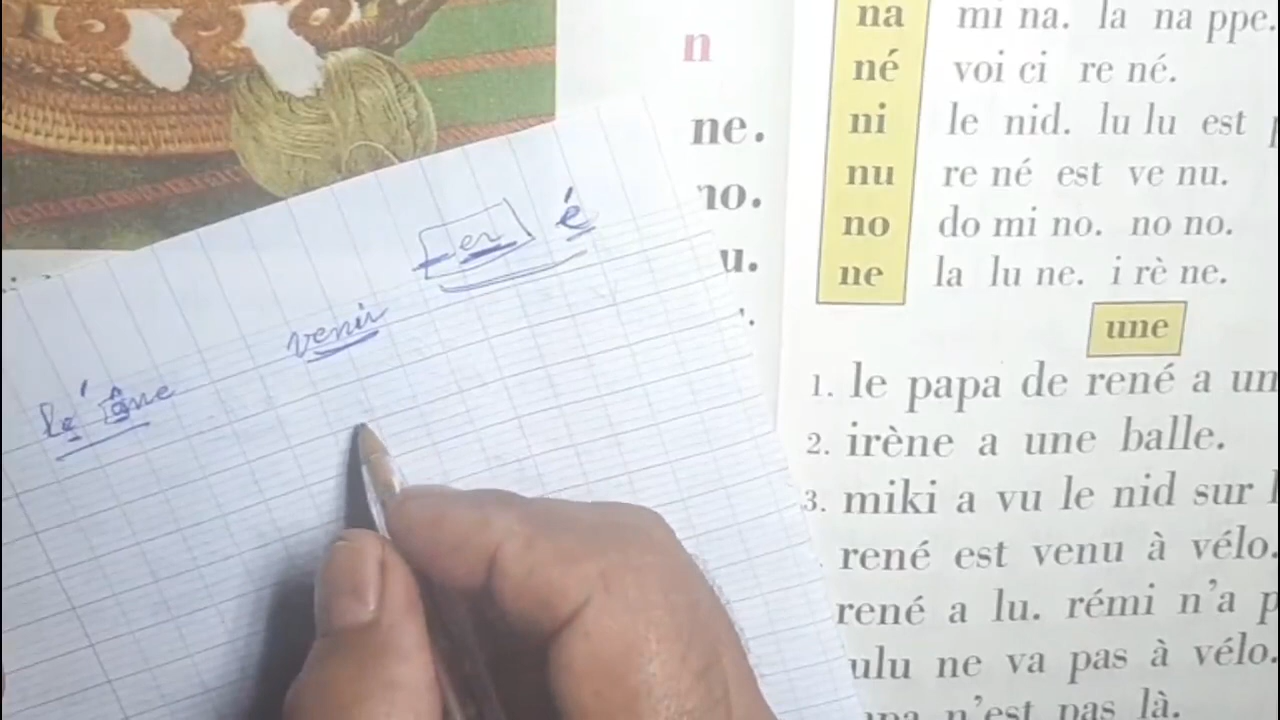 n
ne.
no.
u.
na mi na. la na ppe.
né voi ci re né.
ni le nid. lu lu est
nu re né est ve nu.
no do mi no. no no.
ne la lu ne. i rè ne.
une
1. le papa de rené a un
2. irène a une balle.
3. miki a vu le nid sur
rené est venu à vélo.
rené a lu. rémi n'a p
ulu ne va pas à vélo.
n'est pas là.
er é
venir
âne